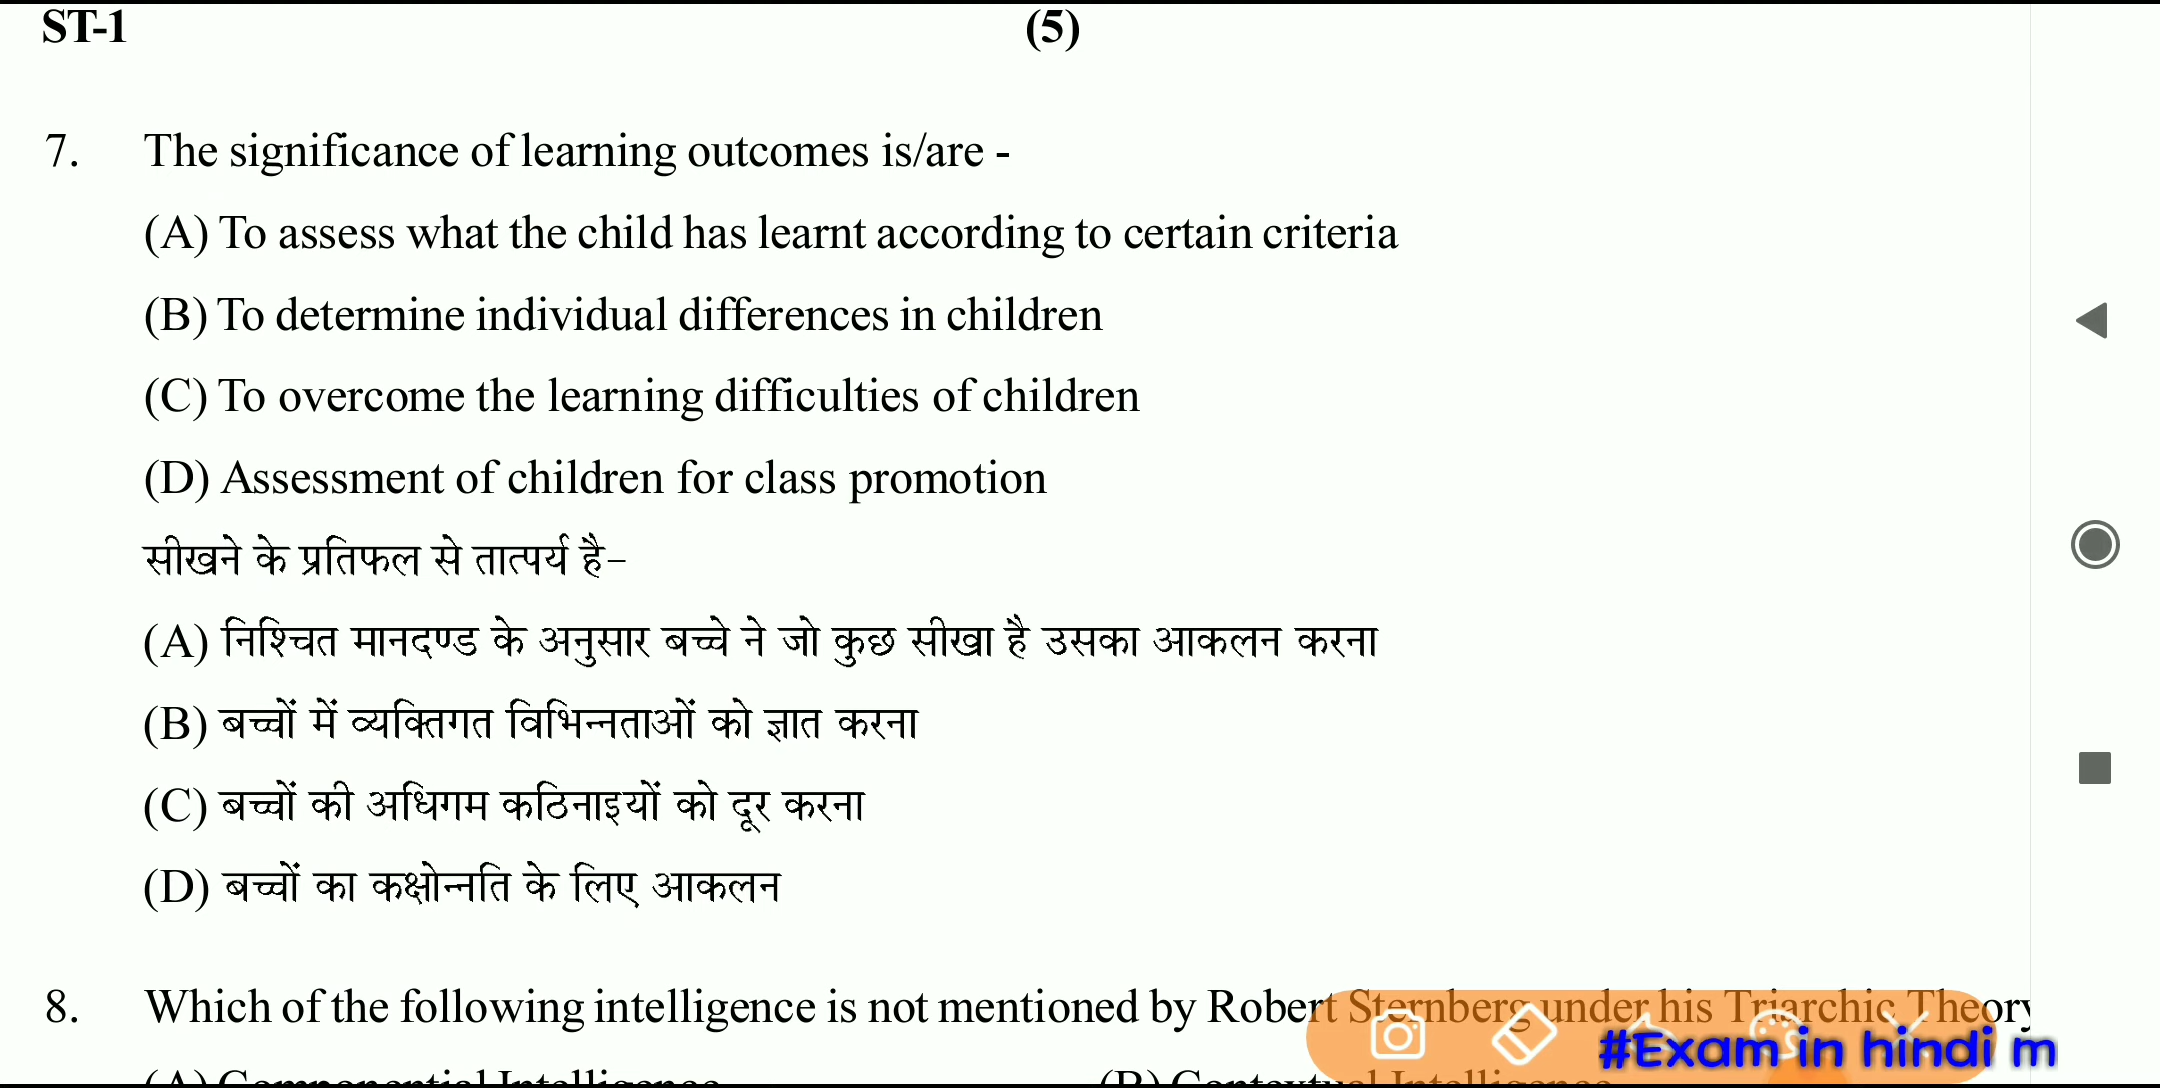 ST-1 (5)
7. The significance of learning outcomes is/are -
(A) To assess what the child has learnt according to certain criteria
(B) To determine individual differences in children
(C) To overcome the learning difficulties of children
(D) Assessment of children for class promotion
सीखने के प्रतिफल से तात्पर्य है–
(A) निश्चित मानदण्ड के अनुसार बच्चे ने जो कुछ सीखा है उसका आकलन करना
(B) बच्चों में व्यक्तिगत विभिन्नताओं को ज्ञात करना
(C) बच्चों की अधिगम कठिनाइयों को दूर करना
(D) बच्चों का कक्षोन्नति के लिए आकलन
8. Which of the following intelligence is not mentioned by Robert Sternberg under his Triarchic Theory
#Exam in hindi m